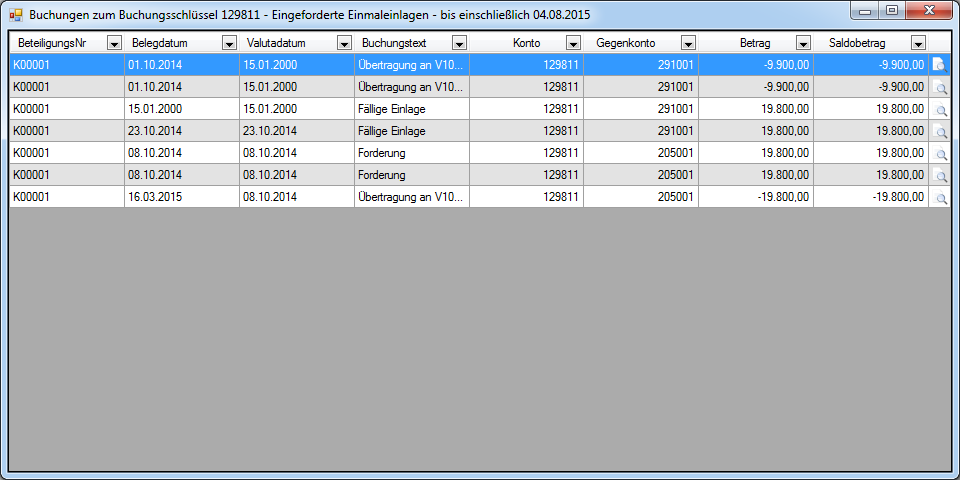 Buchungen zum Buchungsschlüssel 129811 - Eingeforderte Einmaleinlagen - bis einschließlich 04.08.2015
BeteiligungsNr Belegdatum Valutadatum Buchungstext Konto Gegenkonto Betrag Saldobetrag
K00001 01.10.2014 15.01.2000 Übertragung an V10... 129811 291001 -9.900,00 -9.900,00
K00001 01.10.2014 15.01.2000 Übertragung an V10... 129811 291001 -9.900,00 -9.900,00
K00001 15.01.2000 15.01.2000 Fällige Einlage 129811 291001 19.800,00 19.800,00
K00001 23.10.2014 23.10.2014 Fällige Einlage 129811 291001 19.800,00 19.800,00
K00001 08.10.2014 08.10.2014 Forderung 129811 205001 19.800,00 19.800,00
K00001 08.10.2014 08.10.2014 Forderung 129811 205001 19.800,00 19.800,00
K00001 16.03.2015 08.10.2014 Übertragung an V10... 129811 205001 -19.800,00 -19.800,00